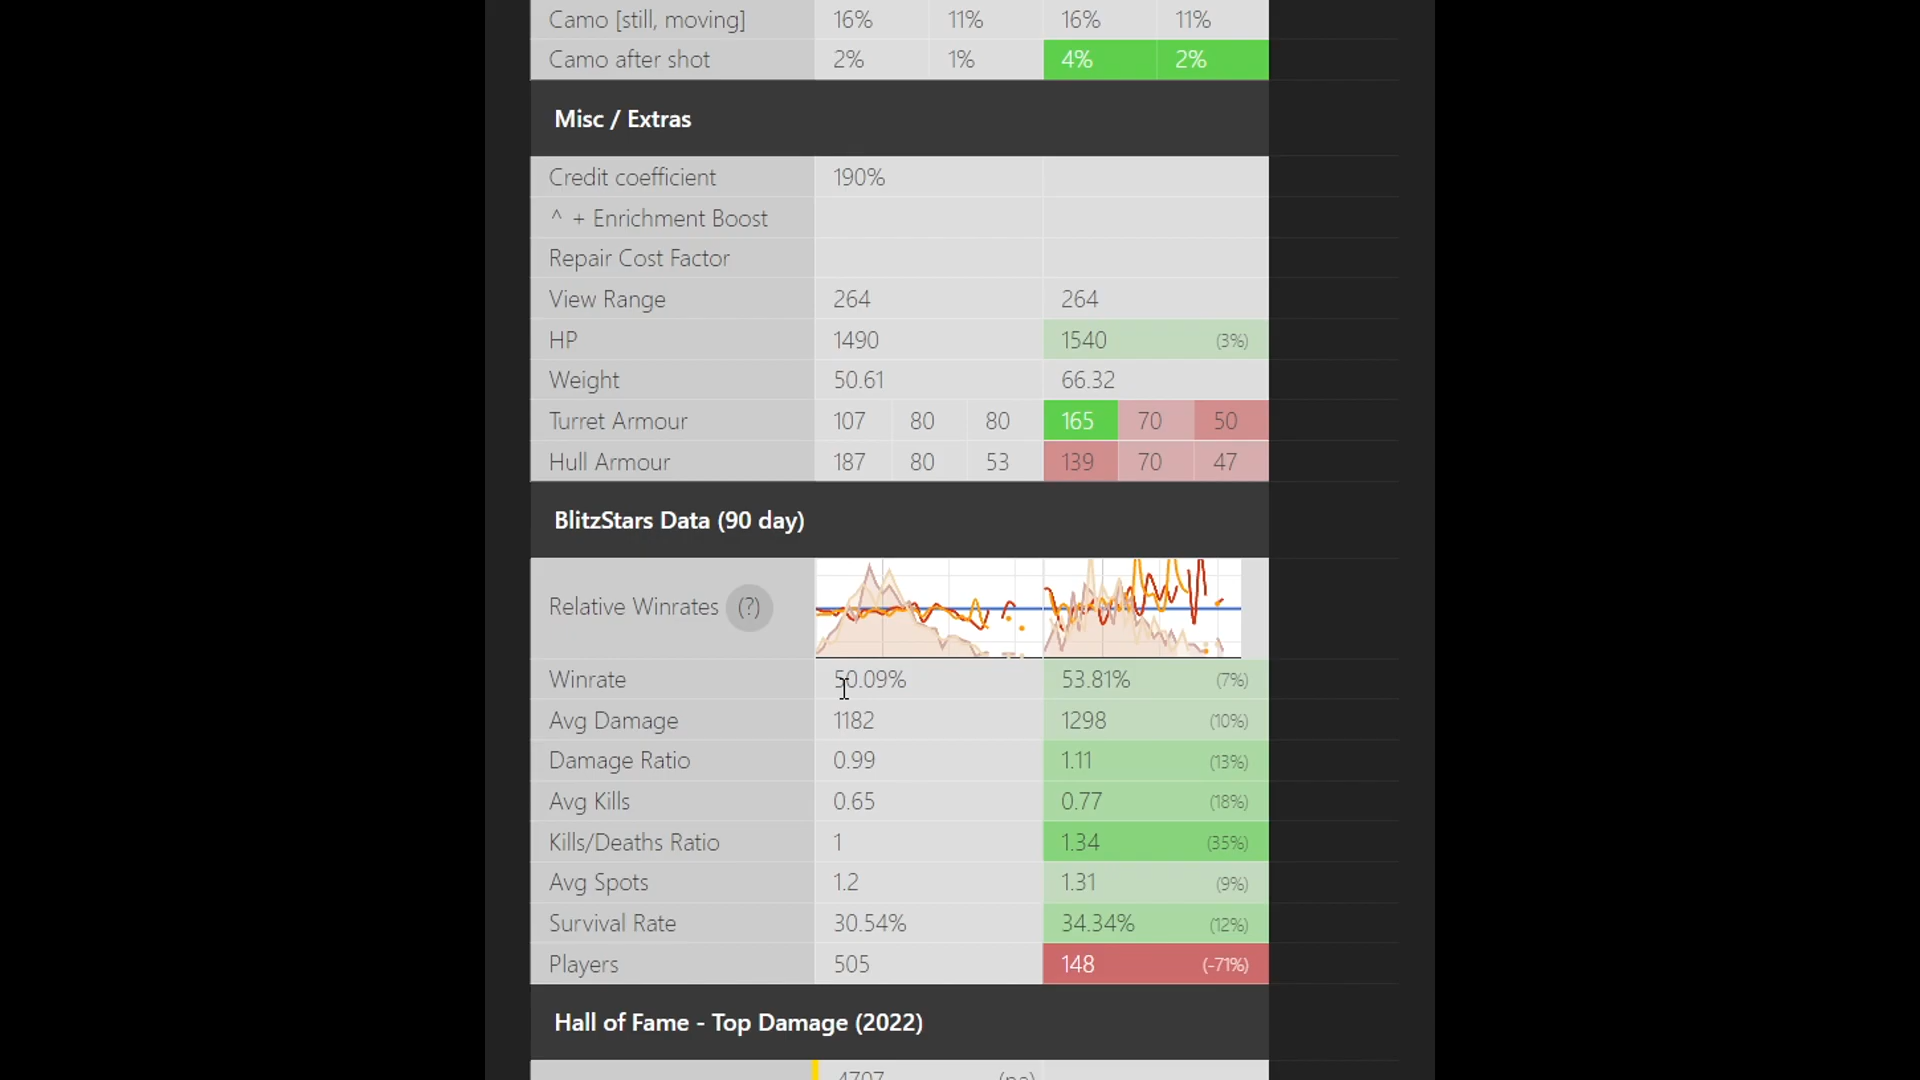 Camo [still, moving] 16% 11% 16% 11%
Camo after shot 2% 1% 4% 2%
Misc / Extras
Credit coefficient 190%
^ + Enrichment Boost
Repair Cost Factor
View Range 264 264
HP 1490 1540 (3%)
Weight 50.61 66.32
Turret Armour 107 80 80 165 70 50
Hull Armour 187 80 53 139 70 47
BlitzStars Data (90 day)
Relative Winrates (?)
Winrate 50.09% 53.81% (7%)
Avg Damage 1182 1298 (10%)
Damage Ratio 0.99 1.11 (13%)
Avg Kills 0.65 0.77 (18%)
Kills/Deaths Ratio 1 1.34 (35%)
Avg Spots 1.2 1.31 (9%)
Survival Rate 30.54% 34.34% (12%)
Players 505 148 (-71%)
Hall of Fame - Top Damage (2022)